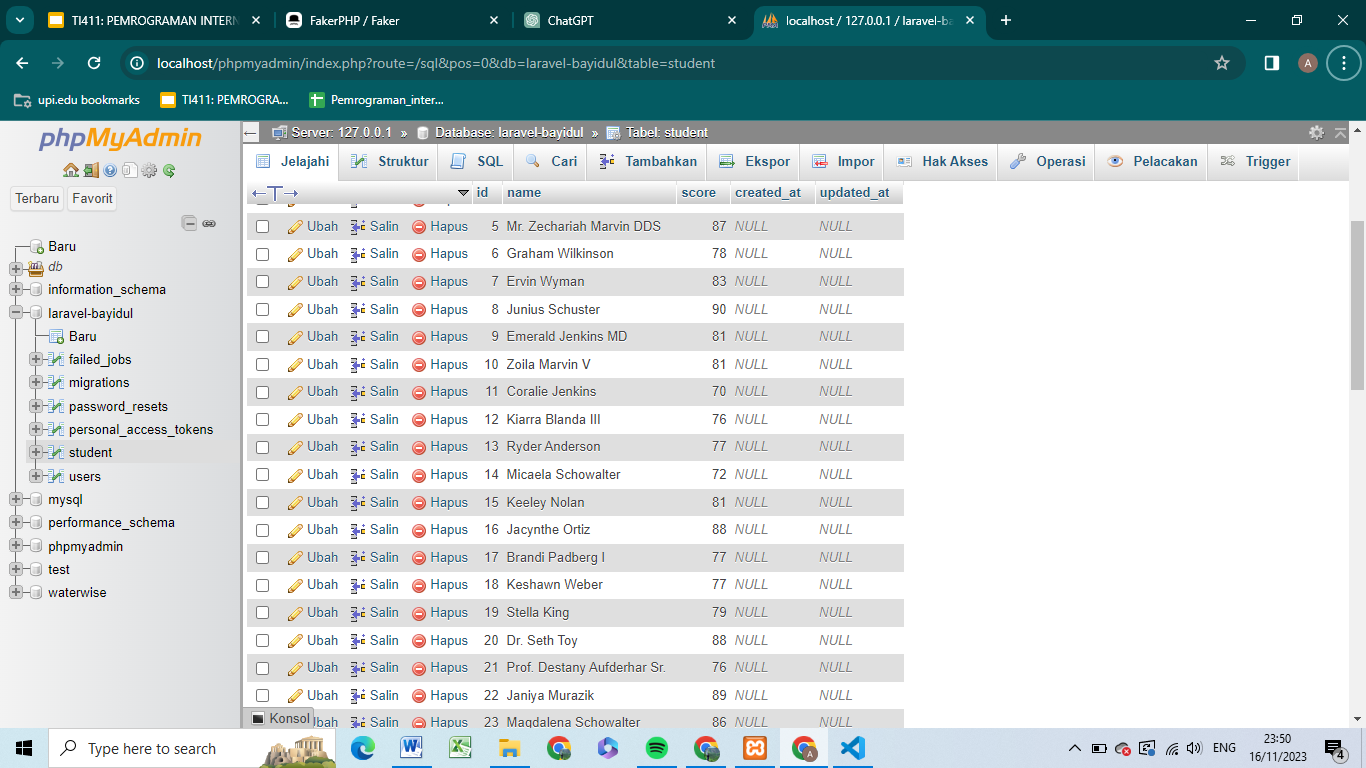 TI411: PEMROGRAMAN INTERN
FakerPHP / Faker
ChatGPT
localhost / 127.0.0.1 / laravel-ba
localhost/phpmyadmin/index.php?route=/sql&pos=0&db=laravel-bayidul&table=student
A
upi.edu bookmarks
TI411: PEMROGRA...
Pemrograman_inter...
phpMyAdmin
Terbaru Favorit
Baru
db
information_schema
laravel-bayidul
Baru
failed_jobs
migrations
password_resets
personal_access_tokens
student
users
mysql
performance_schema
phpmyadmin
test
waterwise
Server: 127.0.0.1 » Database: laravel-bayidul » Tabel: student
Jelajahi Struktur SQL Cari Tambahkan Ekspor Impor Hak Akses Operasi Pelacakan Trigger
id name score created_at updated_at
Ubah Salin Hapus 5 Mr. Zechariah Marvin DDS 87 NULL NULL
Ubah Salin Hapus 6 Graham Wilkinson 78 NULL NULL
Ubah Salin Hapus 7 Ervin Wyman 83 NULL NULL
Ubah Salin Hapus 8 Junius Schuster 90 NULL NULL
Ubah Salin Hapus 9 Emerald Jenkins MD 81 NULL NULL
Ubah Salin Hapus 10 Zoila Marvin V 81 NULL NULL
Ubah Salin Hapus 11 Coralie Jenkins 70 NULL NULL
Ubah Salin Hapus 12 Kiarra Blanda III 76 NULL NULL
Ubah Salin Hapus 13 Ryder Anderson 77 NULL NULL
Ubah Salin Hapus 14 Micaela Schowalter 72 NULL NULL
Ubah Salin Hapus 15 Keeley Nolan 81 NULL NULL
Ubah Salin Hapus 16 Jacynthe Ortiz 88 NULL NULL
Ubah Salin Hapus 17 Brandi Padberg I 77 NULL NULL
Ubah Salin Hapus 18 Keshawn Weber 77 NULL NULL
Ubah Salin Hapus 19 Stella King 79 NULL NULL
Ubah Salin Hapus 20 Dr. Seth Toy 88 NULL NULL
Ubah Salin Hapus 21 Prof. Destany Aufderhar Sr. 76 NULL NULL
Ubah Salin Hapus 22 Janiya Murazik 89 NULL NULL
Ubah Salin Hapus 23 Magdalena Schowalter 86 NULL NULL
Konsol
Type here to search
ENG
23:50
16/11/2023
4